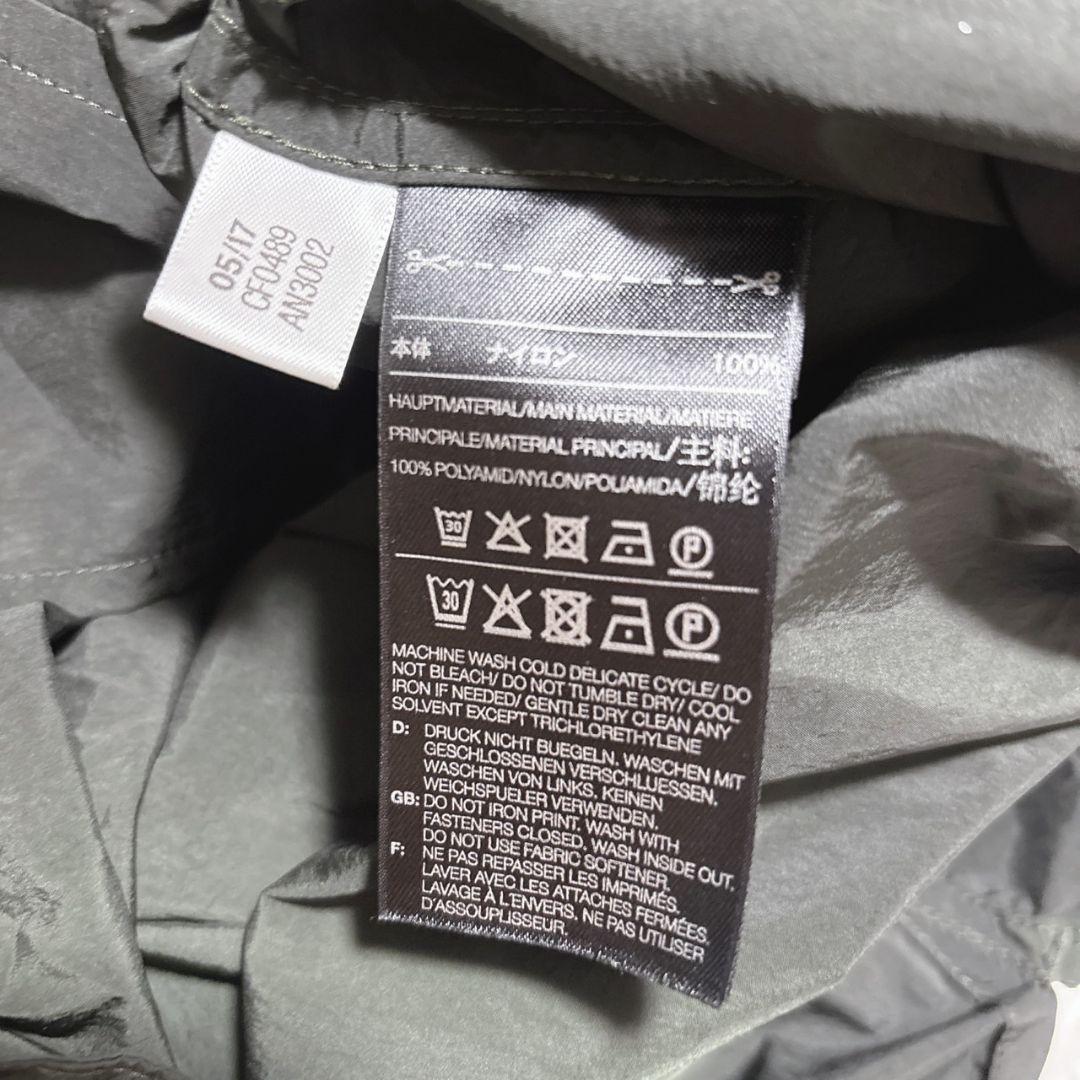 05/17
CF0489
AN3002
本体 ナイロン 100%
HAUPTMATERIAL/MAIN MATERIAL/MATIERE
PRINCIPALE/MATERIAL PRINCIPAL/主料:
100% POLYAMID/NYLON/POLIAMIDA/锦纶
30 P
30 P
MACHINE WASH COLD DELICATE CYCLE/ DO
NOT BLEACH/ DO NOT TUMBLE DRY/ COOL
IRON IF NEEDED/ GENTLE DRY CLEAN ANY
SOLVENT EXCEPT TRICHLORETHYLENE
D: DRUCK NICHT BUEGELN. WASCHEN MIT
GESCHLOSSENEN VERSCHLUESSEN.
WASCHEN VON LINKS. KEINEN
WEICHSPUELER VERWENDEN.
GB: DO NOT IRON PRINT. WASH WITH
FASTENERS CLOSED. WASH INSIDE OUT.
DO NOT USE FABRIC SOFTENER.
F: NE PAS REPASSER LES IMPRIMÉS.
LAVER AVEC LES ATTACHES FERMÉES.
LAVAGE À L'ENVERS. NE PAS UTILISER
D'ASSOUPLISSEUR.